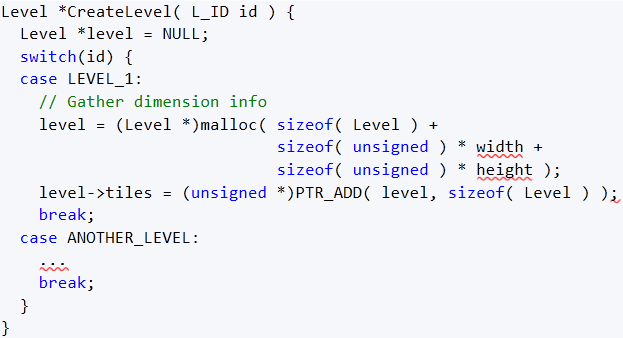 Level *CreateLevel( L_ID id ) {
  Level *level = NULL;
  switch(id) {
  case LEVEL_1:
    // Gather dimension info
    level = (Level *)malloc( sizeof( Level ) +
                             sizeof( unsigned ) * width +
                             sizeof( unsigned ) * height );
    level->tiles = (unsigned *)PTR_ADD( level, sizeof( Level ) );
    break;
  case ANOTHER_LEVEL:
    ...
    break;
  }
}